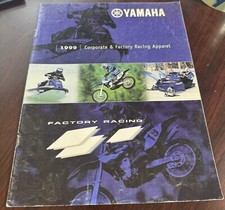 YAMAHA
1999 Corporate & Factory Racing Apparel
FACTORY RACING